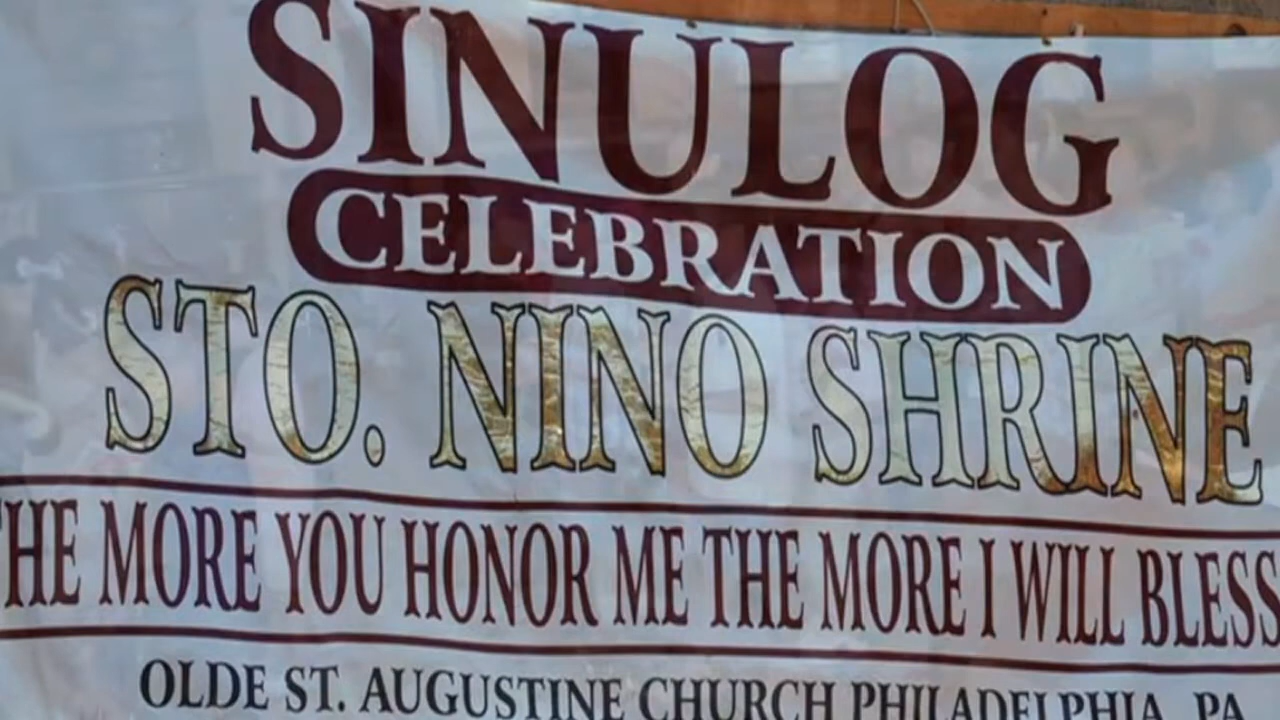 SINULOG
CELEBRATION
STO. NINO SHRINE
THE MORE YOU HONOR ME THE MORE I WILL BLESS
OLDE ST. AUGUSTINE CHURCH PHILADELPHIA, PA